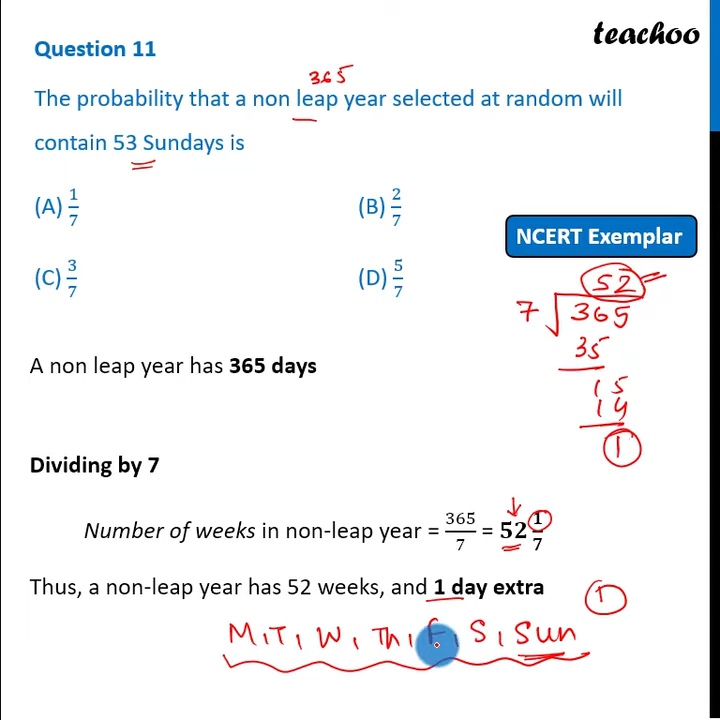 teachoo
Question 11
365
The probability that a non leap year selected at random will
contain 53 Sundays is
(A) 1/7 (B) 2/7
NCERT Exemplar
(C) 3/7 (D) 5/7
52
7 365
35
A non leap year has 365 days
15
14
1
Dividing by 7
Number of weeks in non-leap year = 365/7 = 52 1/7
Thus, a non-leap year has 52 weeks, and 1 day extra
1
M, T, W, Th, F, S, Sun